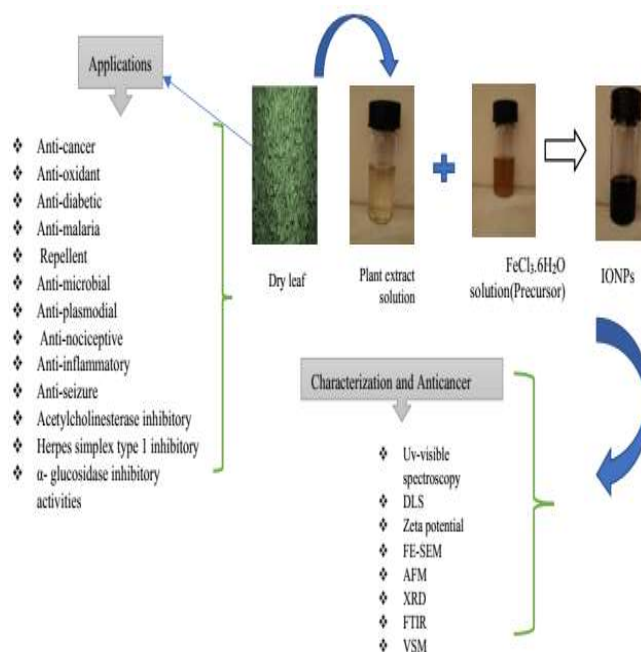 Applications
❖ Anti-cancer
❖ Anti-oxidant
❖ Anti-diabetic
❖ Anti-malaria
❖ Repellent
❖ Anti-microbial
❖ Anti-plasmodial
❖ Anti-nociceptive
❖ Anti-inflammatory
❖ Anti-seizure
❖ Acetylcholinesterase inhibitory
❖ Herpes simplex type 1 inhibitory
❖ α- glucosidase inhibitory
activities
Dry leaf
Plant extract
solution
+
FeCl₃.6H₂O
solution(Precursor)
IONPs
Characterization and Anticancer
❖ Uv-visible
spectroscopy
❖ DLS
❖ Zeta potential
❖ FE-SEM
❖ AFM
❖ XRD
❖ FTIR
❖ VSM